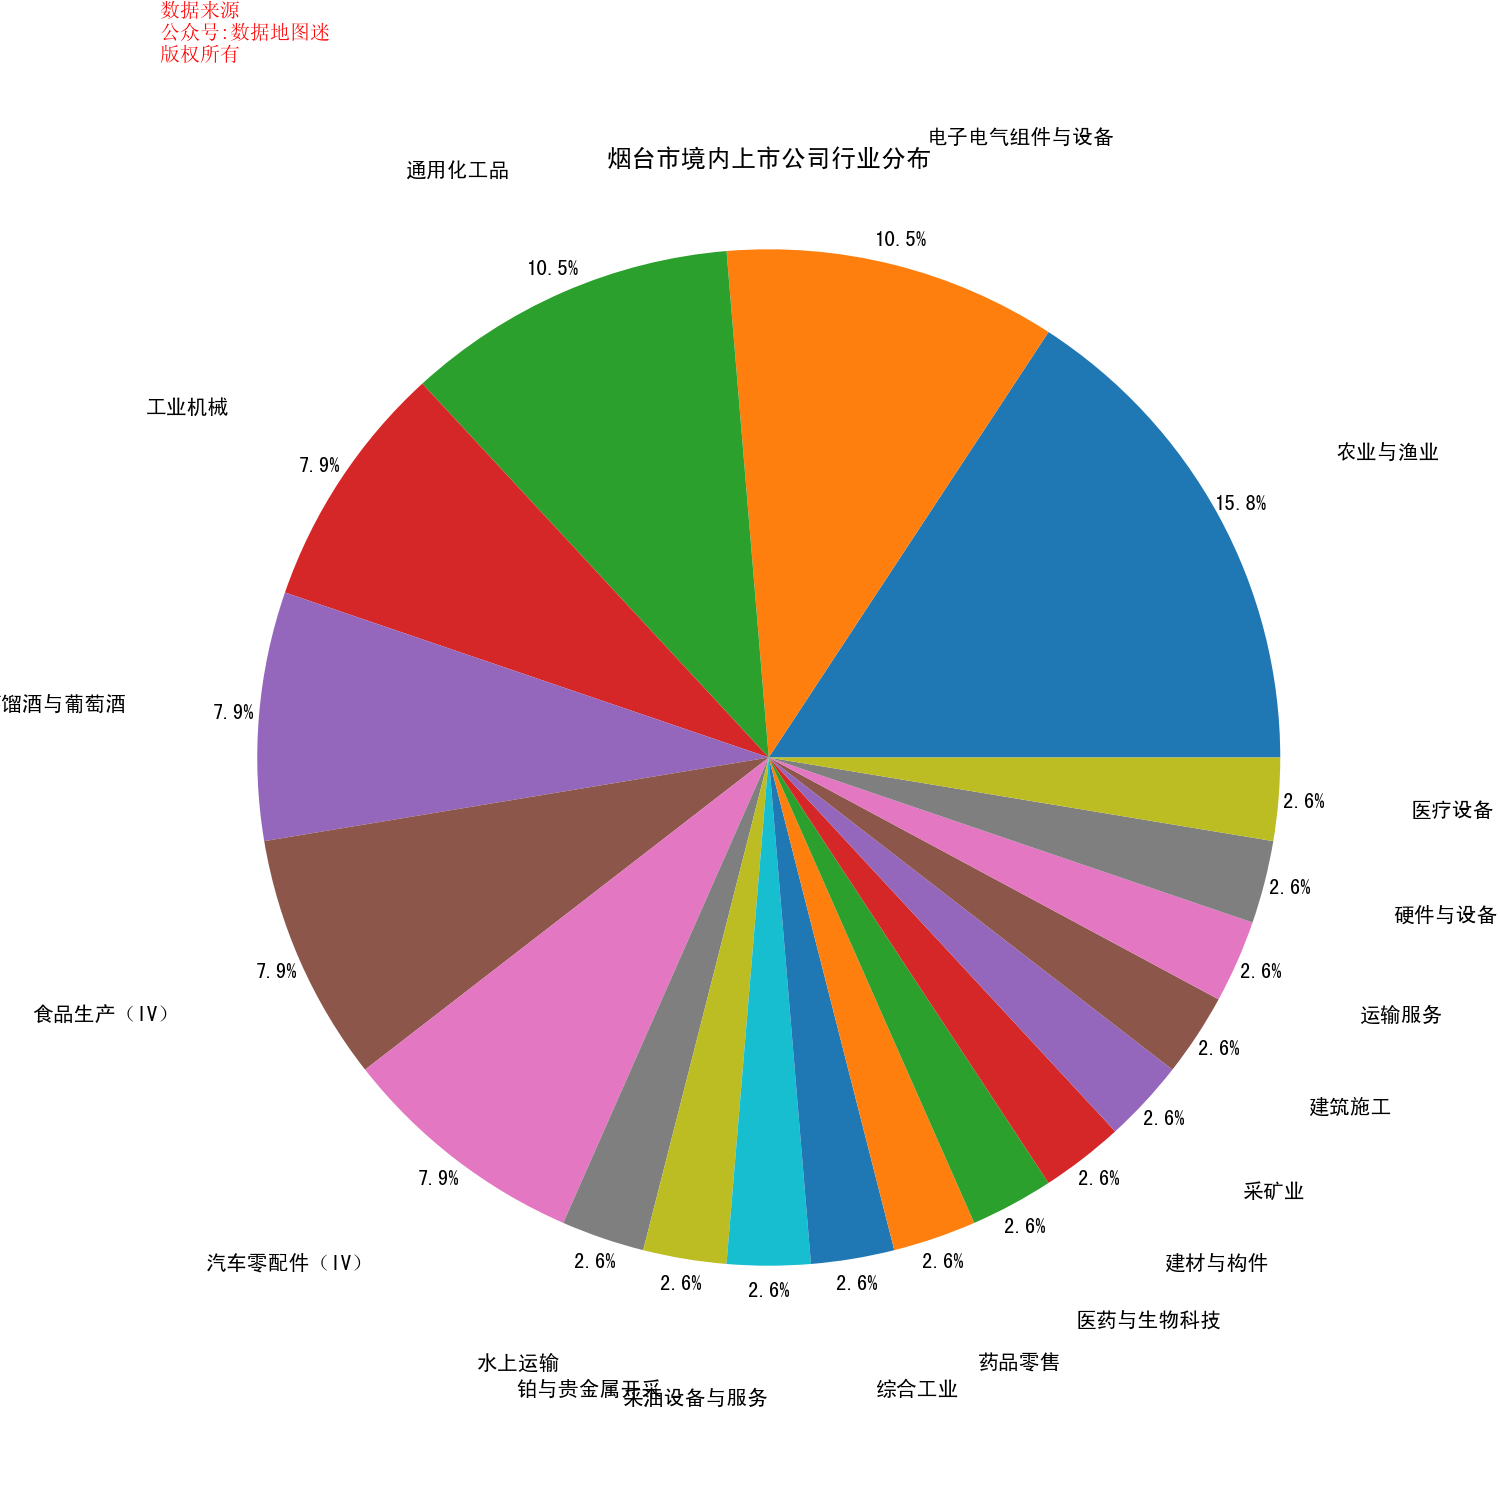 数据来源
公众号:数据地图迷
版权所有
电子电气组件与设备
烟台市境内上市公司行业分布
通用化工品
10.5%
10.5%
工业机械
农业与渔业
7.9%
15.8%
馏酒与葡萄酒
7.9%
2.6%
医疗设备
2.6%
硬件与设备
7.9%
2.6%
食品生产（IV）
运输服务
2.6%
建筑施工
2.6%
7.9%
2.6%
采矿业
2.6%
汽车零配件（IV）
2.6%
2.6%
建材与构件
2.6%
2.6%
2.6%
医药与生物科技
水上运输
药品零售
铂与贵金属开采
综合工业
采油设备与服务